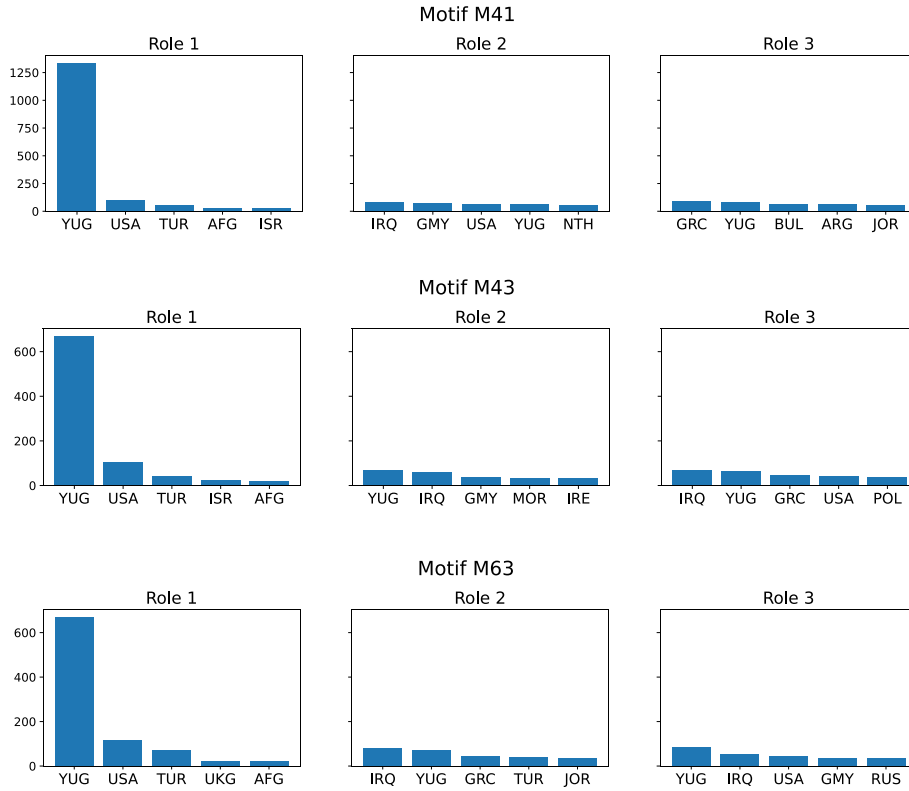 Motif M41
Role 1 Role 2 Role 3
1250
1000
750
500
250
0
YUG USA TUR AFG ISR IRQ GMY USA YUG NTH GRC YUG BUL ARG JOR
Motif M43
Role 1 Role 2 Role 3
600
400
200
0
YUG USA TUR ISR AFG YUG IRQ GMY MOR IRE IRQ YUG GRC USA POL
Motif M63
Role 1 Role 2 Role 3
600
400
200
0
YUG USA TUR UKG AFG IRQ YUG GRC TUR JOR YUG IRQ USA GMY RUS